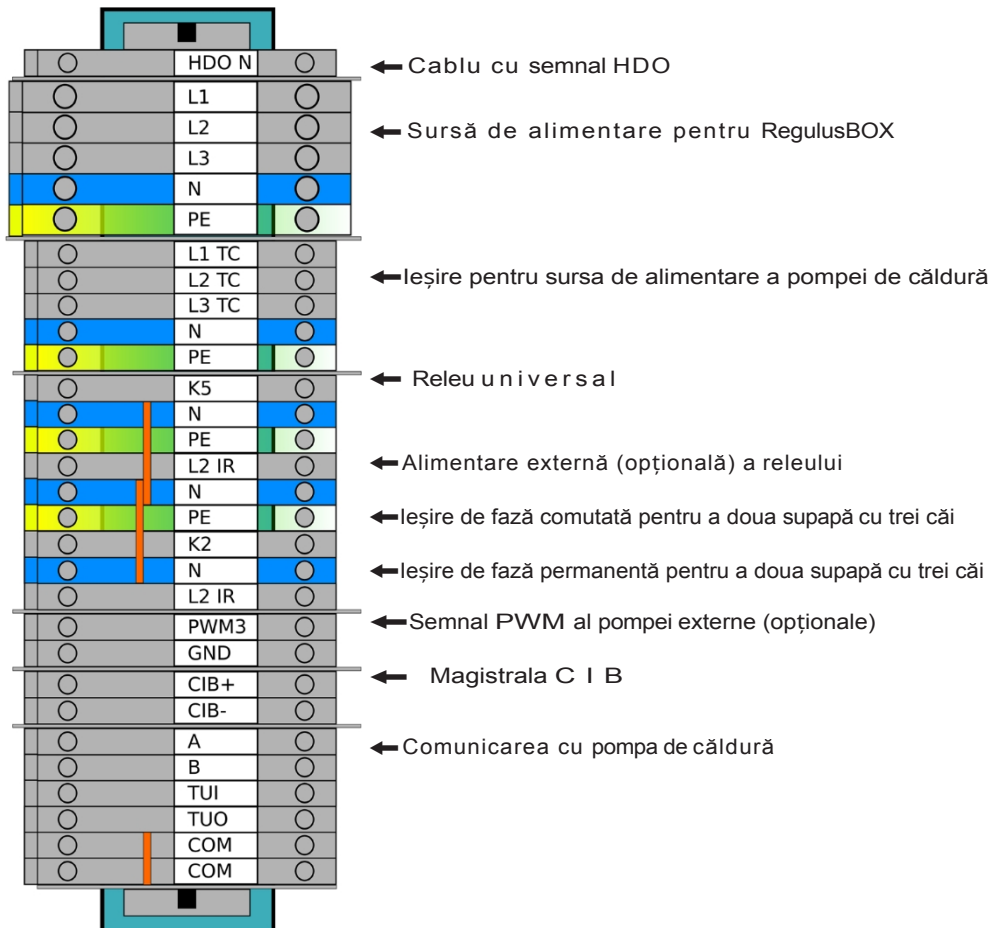 HDO N
Cablu cu semnal HDO
L1
L2
Sursă de alimentare pentru RegulusBOX
L3
N
PE
L1 TC
L2 TC
Ieșire pentru sursa de alimentare a pompei de căldură
L3 TC
N
PE
Releu universal
K5
N
PE
L2 IR
Alimentare externă (opțională) a releului
N
PE
Ieșire de fază comutată pentru a doua supapă cu trei căi
K2
N
Ieșire de fază permanentă pentru a doua supapă cu trei căi
L2 IR
PWM3
Semnal PWM al pompei externe (opționale)
GND
CIB+
Magistrala CIB
CIB-
A
Comunicarea cu pompa de căldură
B
TUI
TUO
COM
COM